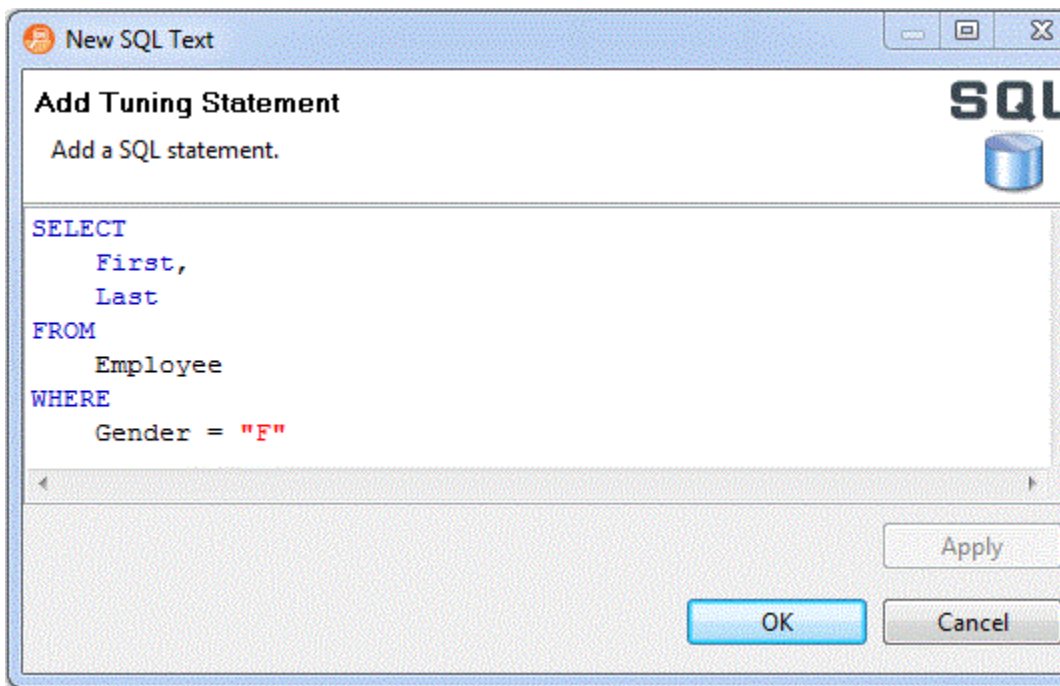 New SQL Text
Add Tuning Statement
SQL
Add a SQL statement.
SELECT
    First,
    Last
FROM
    Employee
WHERE
    Gender = "F"
Apply
OK
Cancel